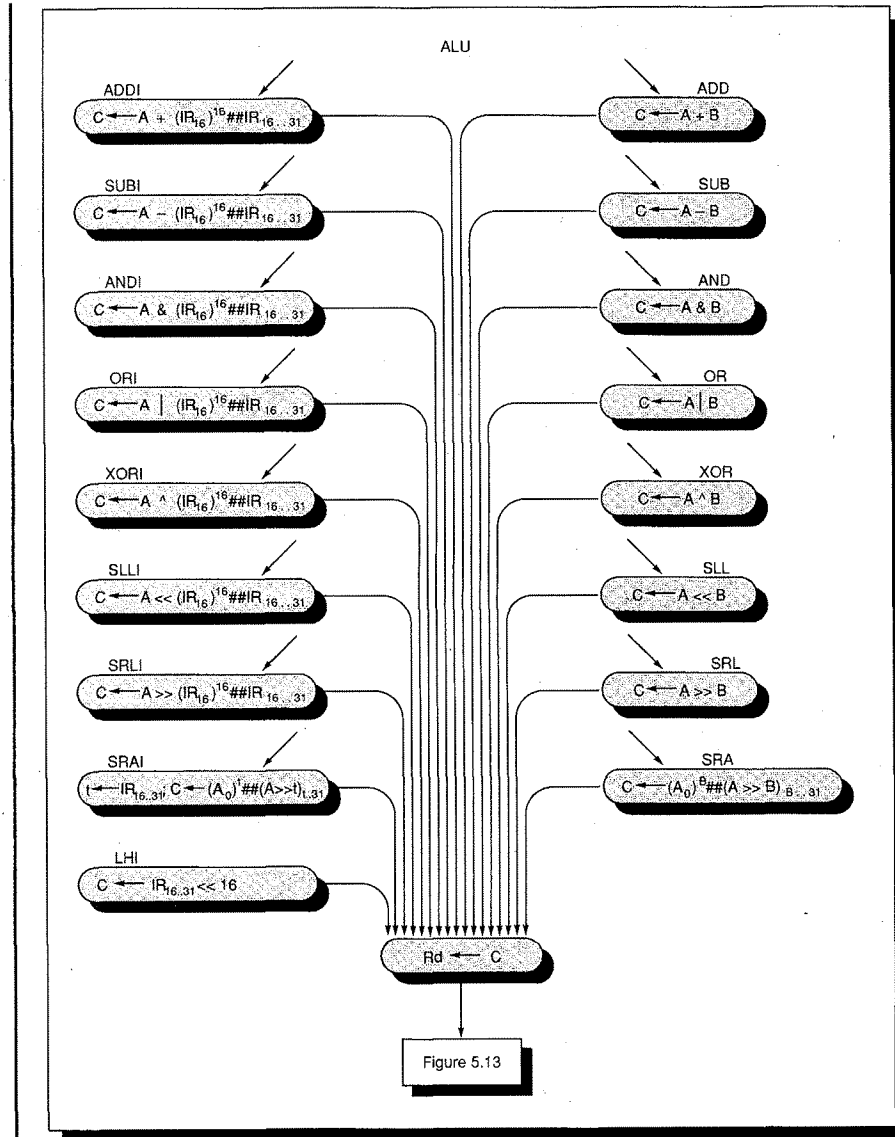 ALU
ADDI
C ← A + (IR₁₆)¹⁶##IR₁₆..₃₁
ADD
C ← A + B
SUBI
C ← A − (IR₁₆)¹⁶##IR₁₆..₃₁
SUB
C ← A − B
ANDI
C ← A & (IR₁₆)¹⁶##IR₁₆..₃₁
AND
C ← A & B
ORI
C ← A | (IR₁₆)¹⁶##IR₁₆..₃₁
OR
C ← A | B
XORI
C ← A ^ (IR₁₆)¹⁶##IR₁₆..₃₁
XOR
C ← A ^ B
SLLI
C ← A << (IR₁₆)¹⁶##IR₁₆..₃₁
SLL
C ← A << B
SRLI
C ← A >> (IR₁₆)¹⁶##IR₁₆..₃₁
SRL
C ← A >> B
SRAI
t ← IR₁₆..₃₁; C ← (A₀)ᵗ##(A>>t)ₜ..₃₁
SRA
C ← (A₀)ᴮ##(A >> B)_B..₃₁
LHI
C ← IR₁₆..₃₁ << 16
Rd ← C
Figure 5.13